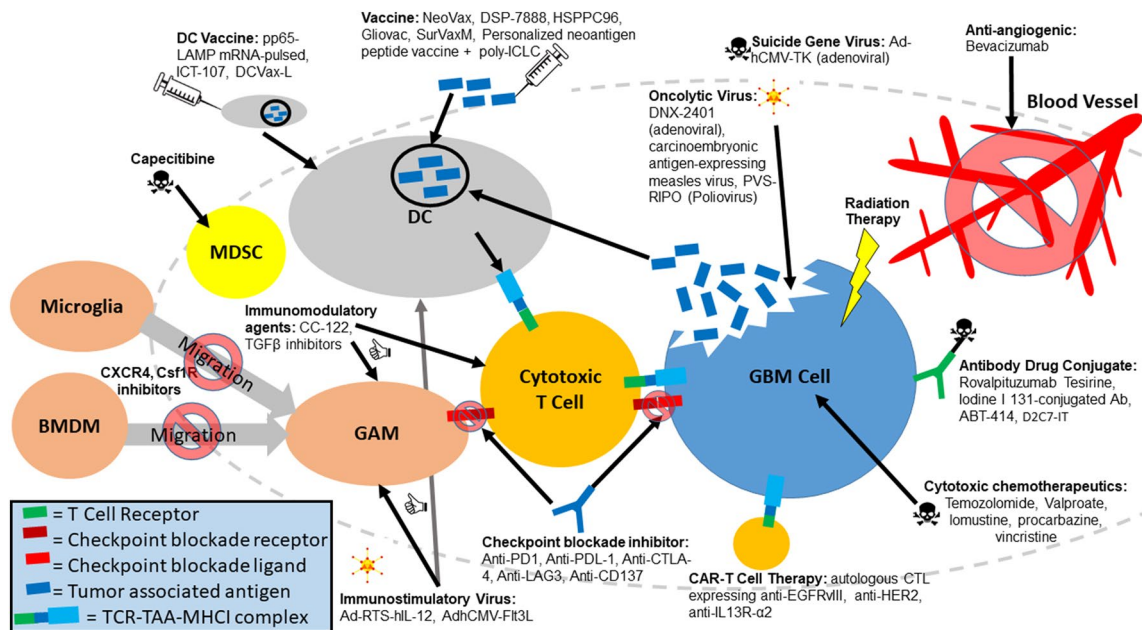 DC Vaccine: pp65-
LAMP mRNA-pulsed,
ICT-107, DCVax-L
Vaccine: NeoVax, DSP-7888, HSPPC96,
Gliovac, SurVaxM, Personalized neoantigen
peptide vaccine + poly-ICLC
Suicide Gene Virus: Ad-
hCMV-TK (adenoviral)
Oncolytic Virus:
DNX-2401
(adenoviral),
carcinoembryonic
antigen-expressing
measles virus, PVS-
RIPO (Poliovirus)
Anti-angiogenic:
Bevacizumab
Blood Vessel
Capecitibine
MDSC
DC
Radiation
Therapy
Microglia
Migration
CXCR4, Csf1R
inhibitors
BMDM
Migration
Immunomodulatory
agents: CC-122,
TGFβ inhibitors
GAM
Cytotoxic
T Cell
GBM Cell
Antibody Drug Conjugate:
Rovalpituzumab Tesirine,
Iodine I 131-conjugated Ab,
ABT-414, D2C7-IT
Cytotoxic chemotherapeutics:
Temozolomide, Valproate,
lomustine, procarbazine,
vincristine
Checkpoint blockade inhibitor:
Anti-PD1, Anti-PDL-1, Anti-CTLA-
4, Anti-LAG3, Anti-CD137
CAR-T Cell Therapy: autologous CTL
expressing anti-EGFRvIII, anti-HER2,
anti-IL13R-α2
Immunostimulatory Virus:
Ad-RTS-hIL-12, AdhCMV-Flt3L
= T Cell Receptor
= Checkpoint blockade receptor
= Checkpoint blockade ligand
= Tumor associated antigen
= TCR-TAA-MHCI complex